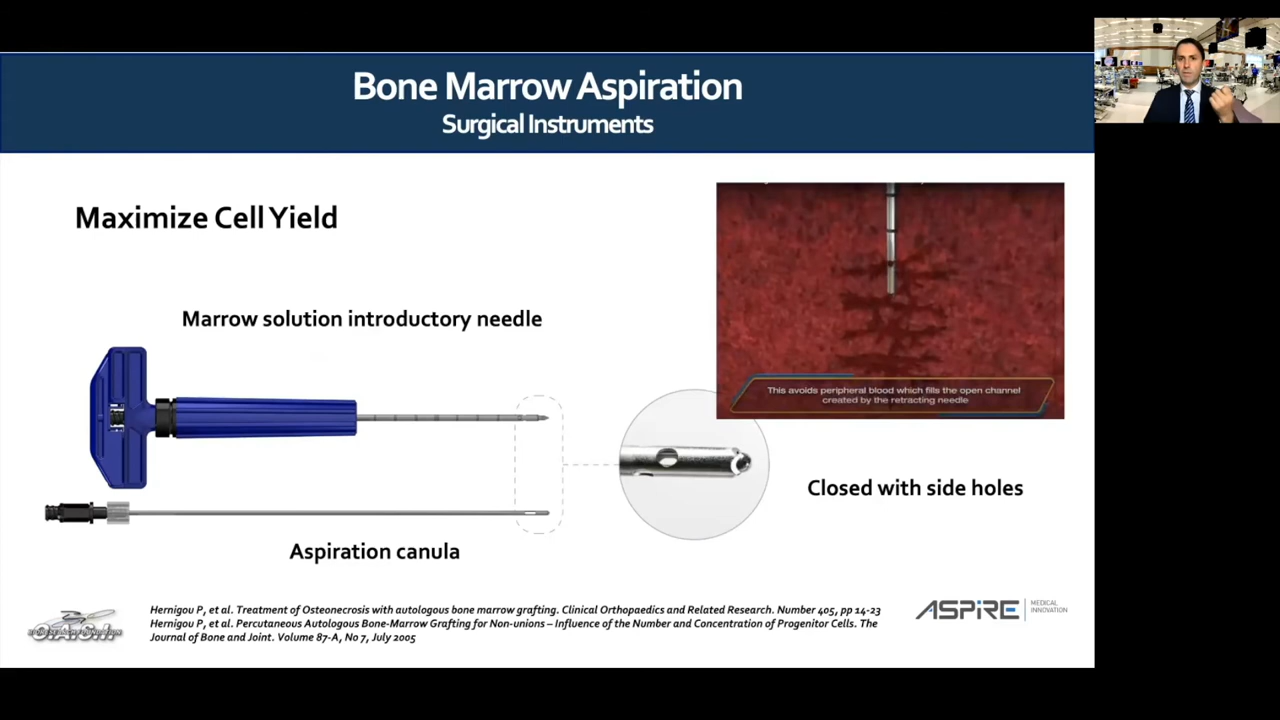 Bone Marrow Aspiration
Surgical Instruments
Maximize Cell Yield
Marrow solution introductory needle
This avoids peripheral blood which fills the open channel
created by the retracting needle
Closed with side holes
Aspiration canula
Hernigou P, et al. Treatment of Osteonecrosis with autologous bone marrow grafting. Clinical Orthopaedics and Related Research. Number 405, pp 14-23
Hernigou P, et al. Percutaneous Autologous Bone-Marrow Grafting for Non-unions – Influence of the Number and Concentration of Progenitor Cells. The
Journal of Bone and Joint. Volume 87-A, No 7, July 2005
ASPIRE
MEDICAL
INNOVATION